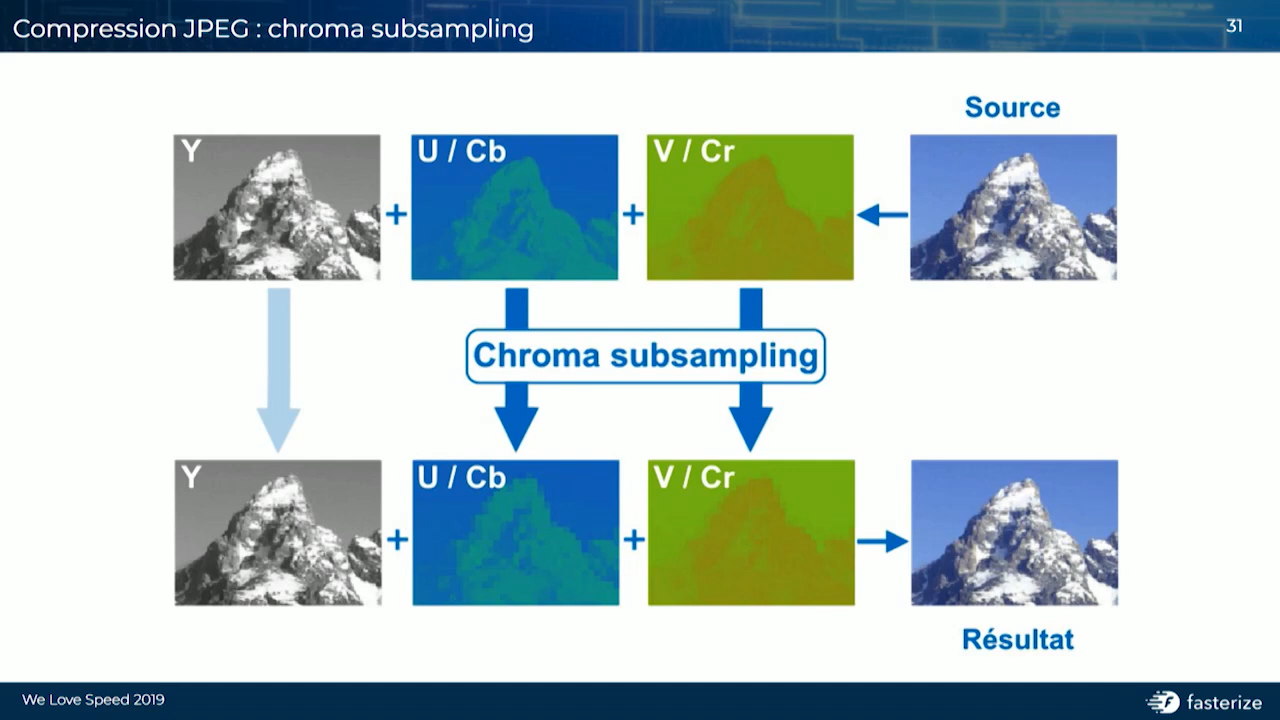 Compression JPEG : chroma subsampling
31
Source
Y
U / Cb
V / Cr
+
+
Chroma subsampling
Y
U / Cb
V / Cr
+
+
Résultat
We Love Speed 2019
fasterize